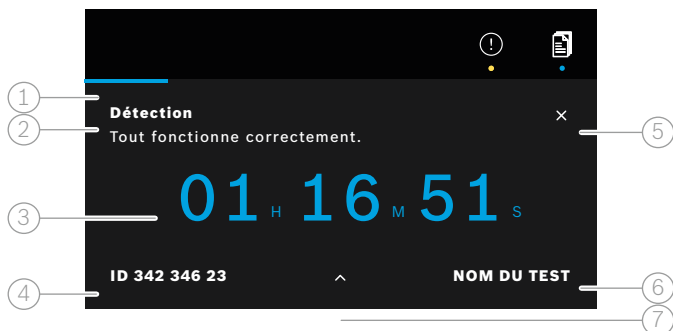 1
Détection
2
Tout fonctionne correctement.
5
3
01 H 16 M 51 S
ID 342 346 23
NOM DU TEST
4
6
7